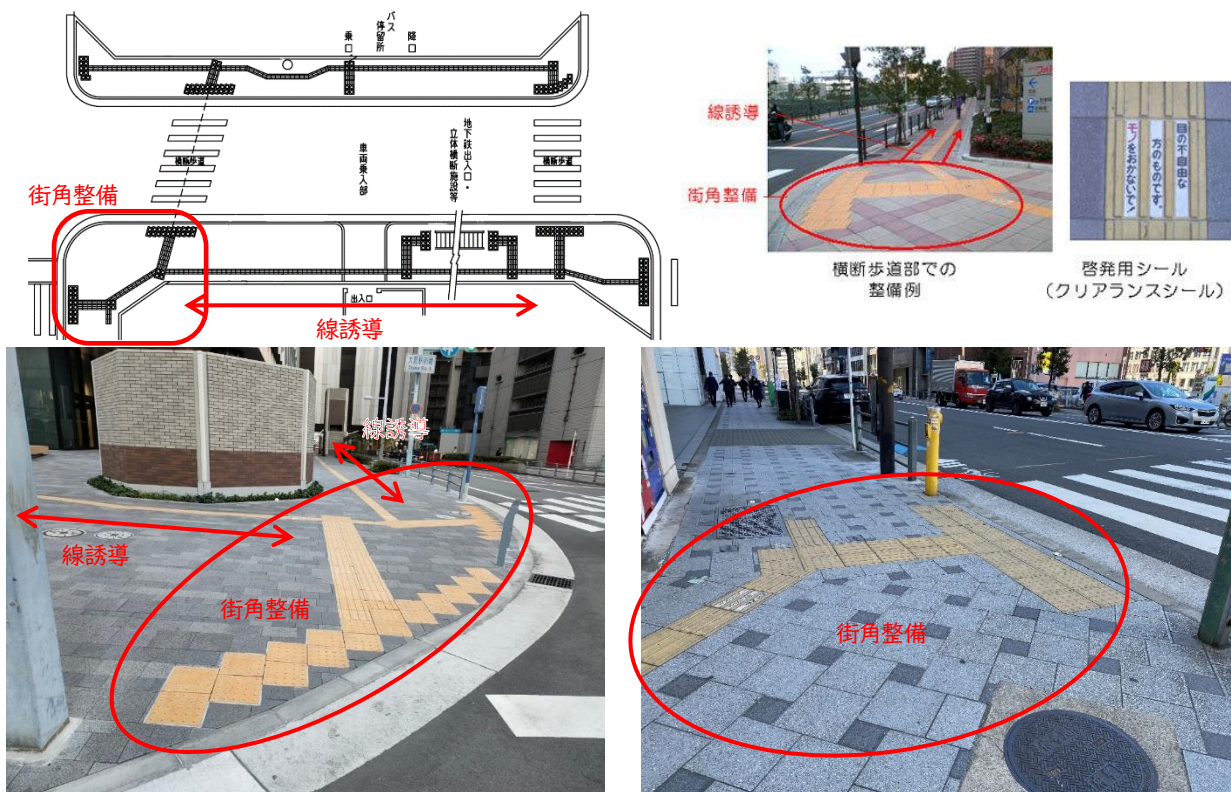 バス
停留所
乗口
降口
横断歩道
車両乗入部
地下鉄出入口・
立体横断施設等
横断歩道
街角整備
出入口
線誘導
線誘導
街角整備
横断歩道部での
整備例
目の不自由な
方のものです。
モノをおかないで！
啓発用シール
(クリアランスシール)
線誘導
線誘導
街角整備
街角整備